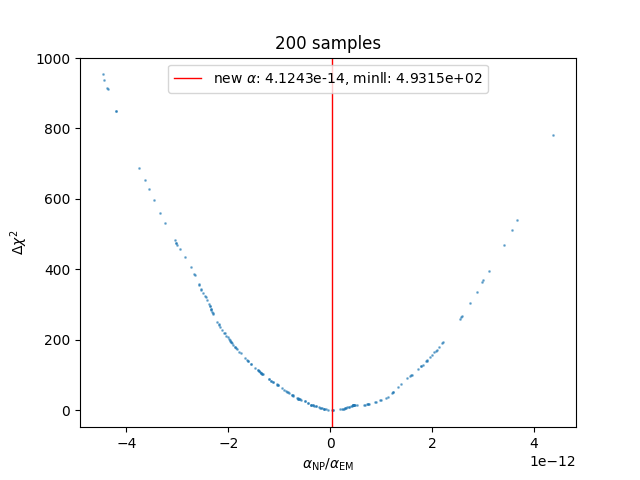 200 samples
new α: 4.1243e-14, minll: 4.9315e+02
1000
800
600
400
200
0
Δχ²
−4 −2 0 2 4
1e−12
α_NP/α_EM